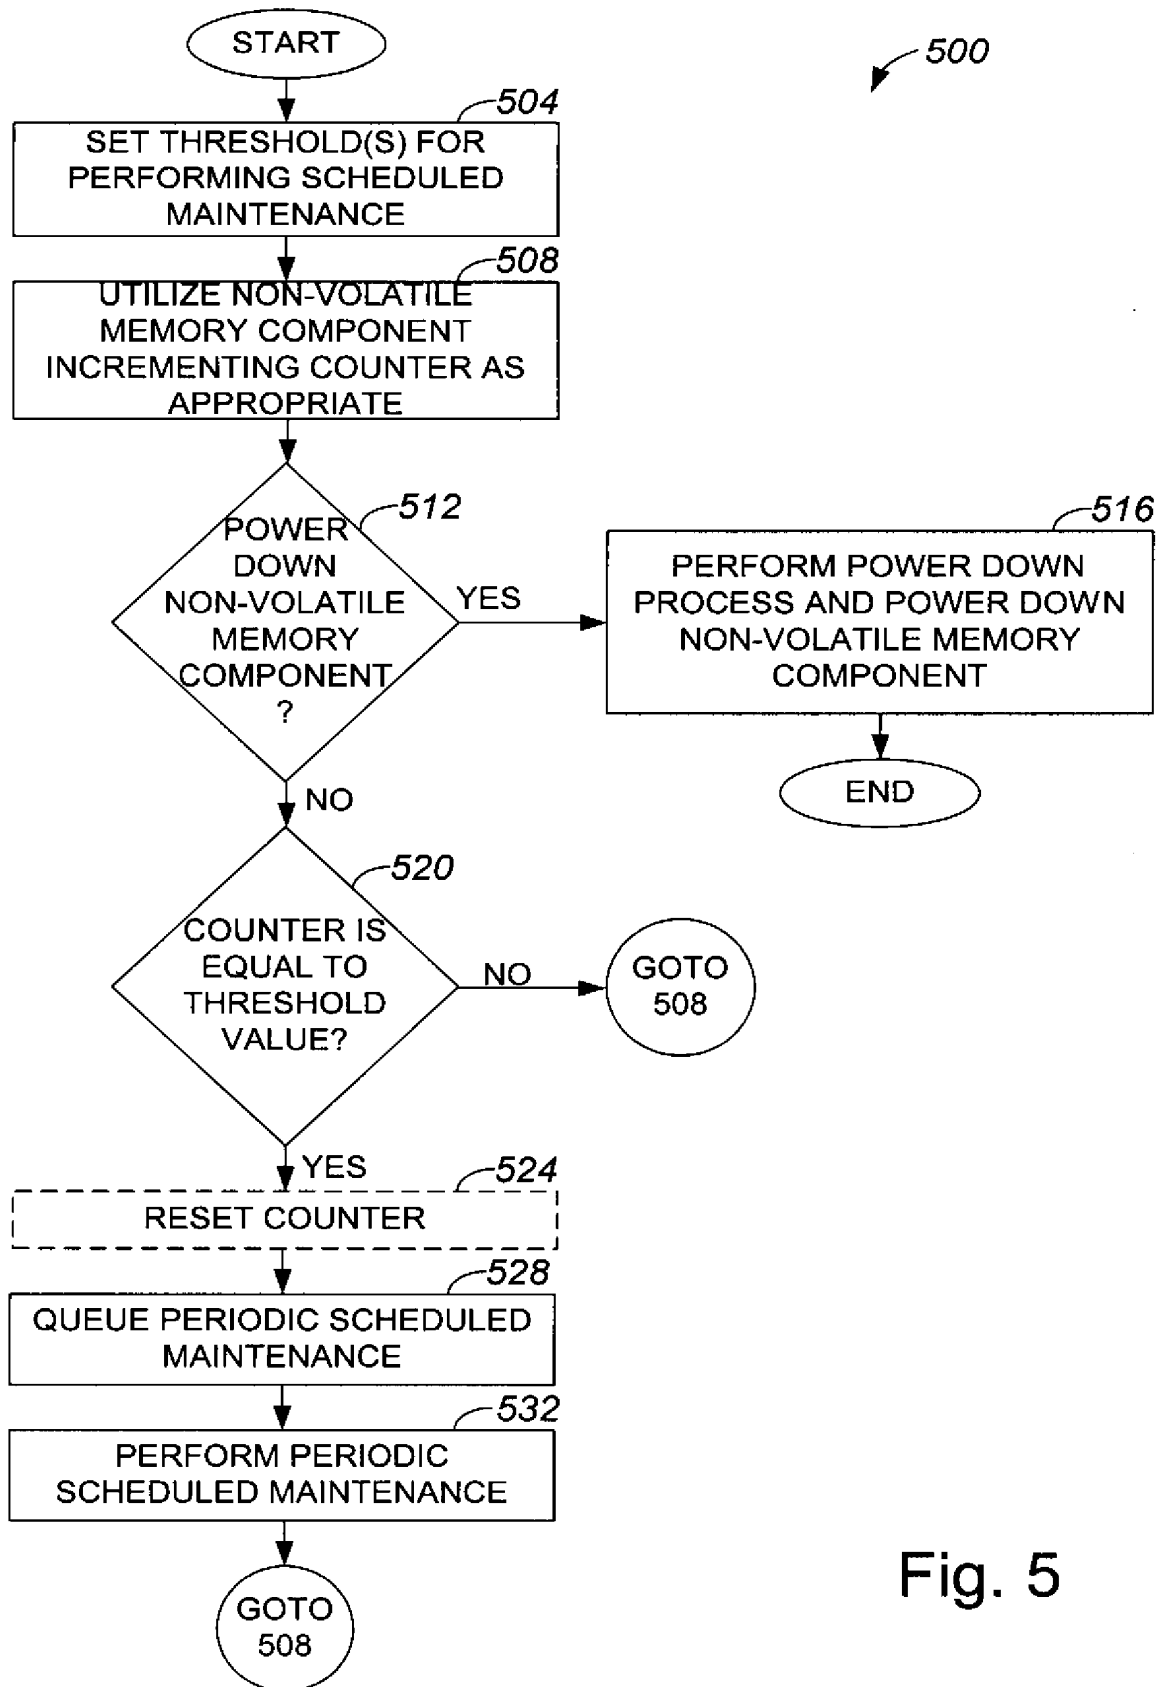 START
500
504
SET THRESHOLD(S) FOR
PERFORMING SCHEDULED
MAINTENANCE
508
UTILIZE NON-VOLATILE
MEMORY COMPONENT
INCREMENTING COUNTER AS
APPROPRIATE
512
POWER
DOWN
NON-VOLATILE
MEMORY
COMPONENT
?
YES
516
PERFORM POWER DOWN
PROCESS AND POWER DOWN
NON-VOLATILE MEMORY
COMPONENT
END
NO
520
COUNTER IS
EQUAL TO
THRESHOLD
VALUE?
NO
GOTO
508
YES
524
RESET COUNTER
528
QUEUE PERIODIC SCHEDULED
MAINTENANCE
532
PERFORM PERIODIC
SCHEDULED MAINTENANCE
GOTO
508
Fig. 5